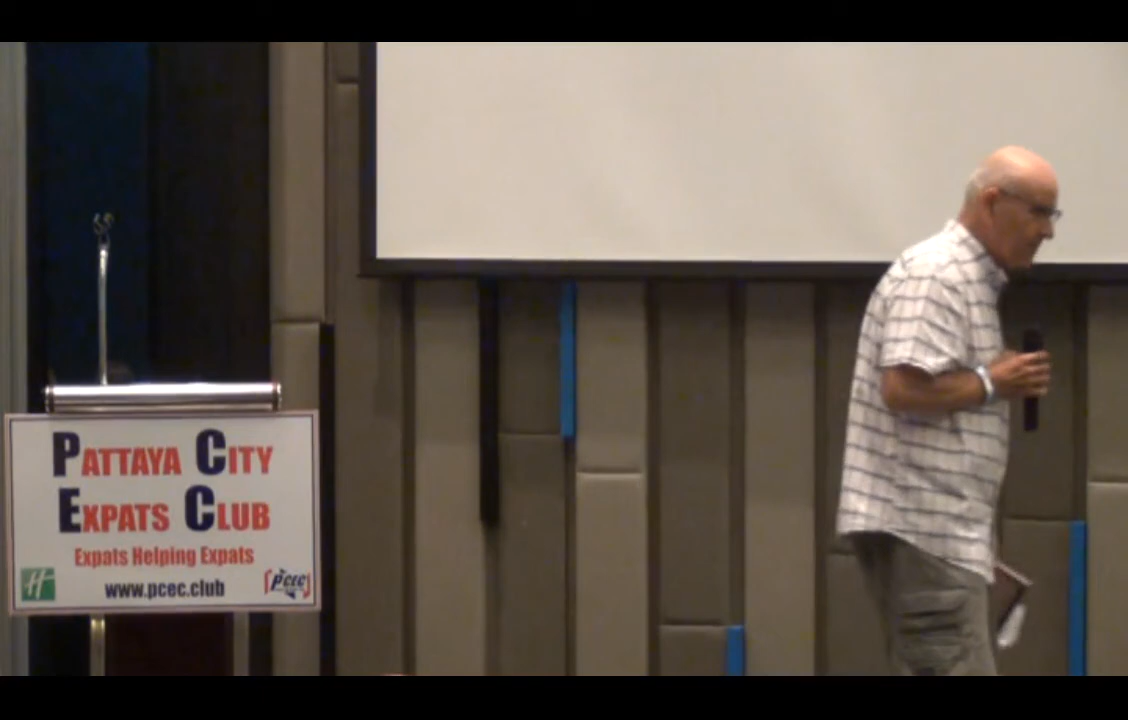 PATTAYA CITY
EXPATS CLUB
Expats Helping Expats
www.pcec.club
H
PCEC